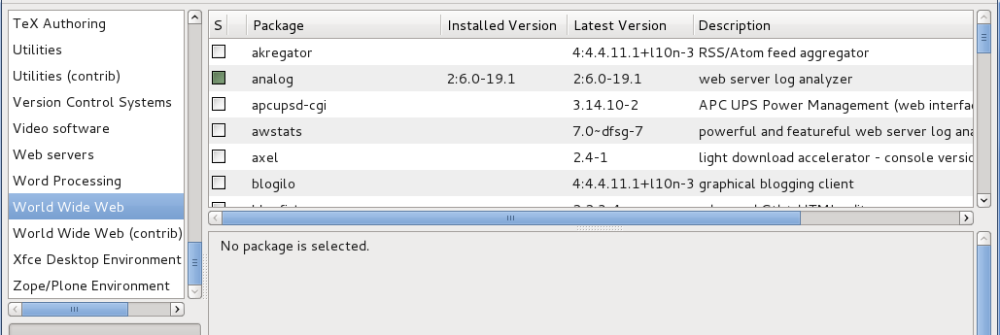 TeX Authoring
Utilities
Utilities (contrib)
Version Control Systems
Video software
Web servers
Word Processing
World Wide Web
World Wide Web (contrib)
Xfce Desktop Environment
Zope/Plone Environment
S Package Installed Version Latest Version Description
akregator 4:4.4.11.1+l10n-3 RSS/Atom feed aggregator
analog 2:6.0-19.1 2:6.0-19.1 web server log analyzer
apcupsd-cgi 3.14.10-2 APC UPS Power Management (web interfac
awstats 7.0~dfsg-7 powerful and featureful web server log ana
axel 2.4-1 light download accelerator - console versio
blogilo 4:4.4.11.1+l10n-3 graphical blogging client
No package is selected.